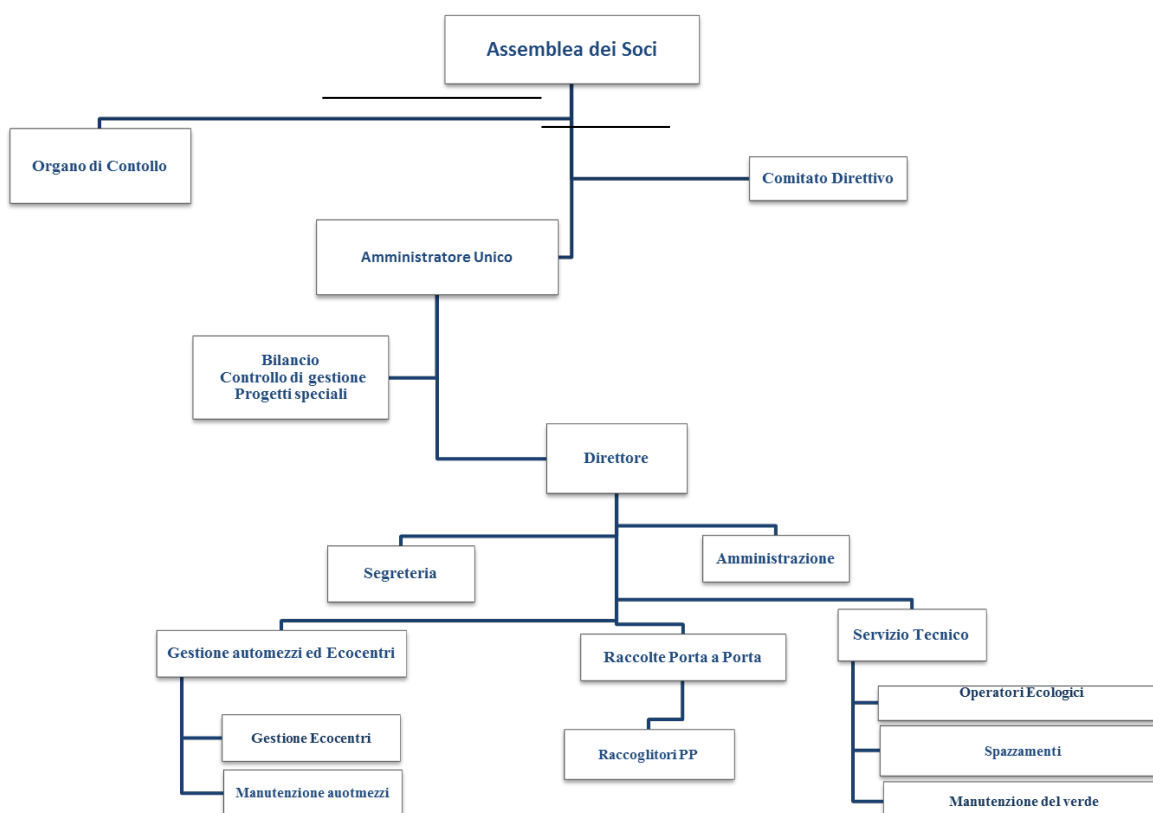 Assemblea dei Soci
Organo di Contollo
Comitato Direttivo
Amministratore Unico
Bilancio
Controllo di gestione
Progetti speciali
Direttore
Segreteria
Amministrazione
Gestione automezzi ed Ecocentri
Raccolte Porta a Porta
Servizio Tecnico
Gestione Ecocentri
Manutenzione auotmezzi
Raccoglitori PP
Operatori Ecologici
Spazzamenti
Manutenzione del verde